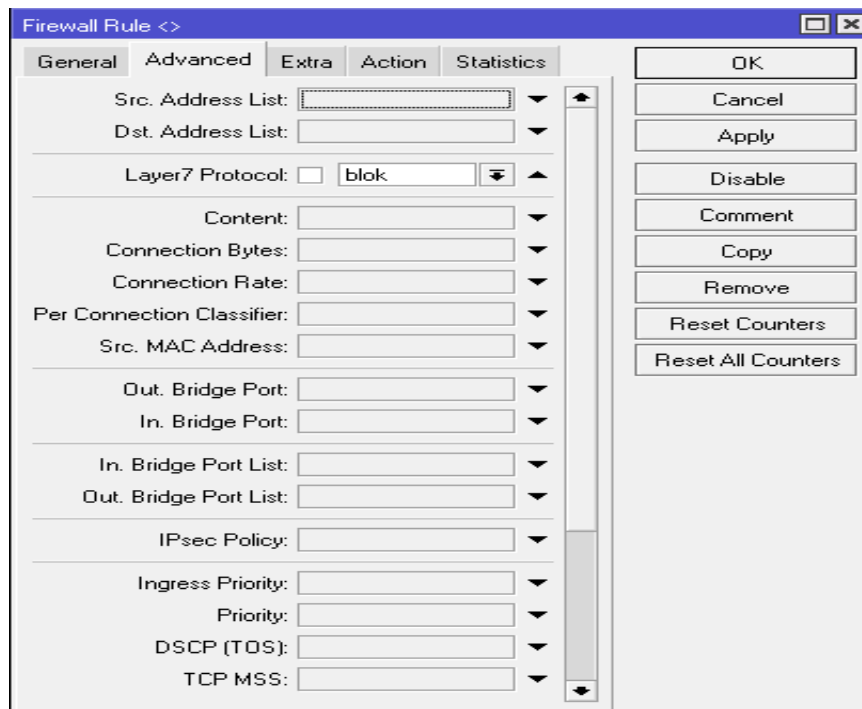 Firewall Rule <>
General Advanced Extra Action Statistics
Src. Address List:
Dst. Address List:
Layer7 Protocol: blok
Content:
Connection Bytes:
Connection Rate:
Per Connection Classifier:
Src. MAC Address:
Out. Bridge Port:
In. Bridge Port:
In. Bridge Port List:
Out. Bridge Port List:
IPsec Policy:
Ingress Priority:
Priority:
DSCP (TOS):
TCP MSS:
OK
Cancel
Apply
Disable
Comment
Copy
Remove
Reset Counters
Reset All Counters